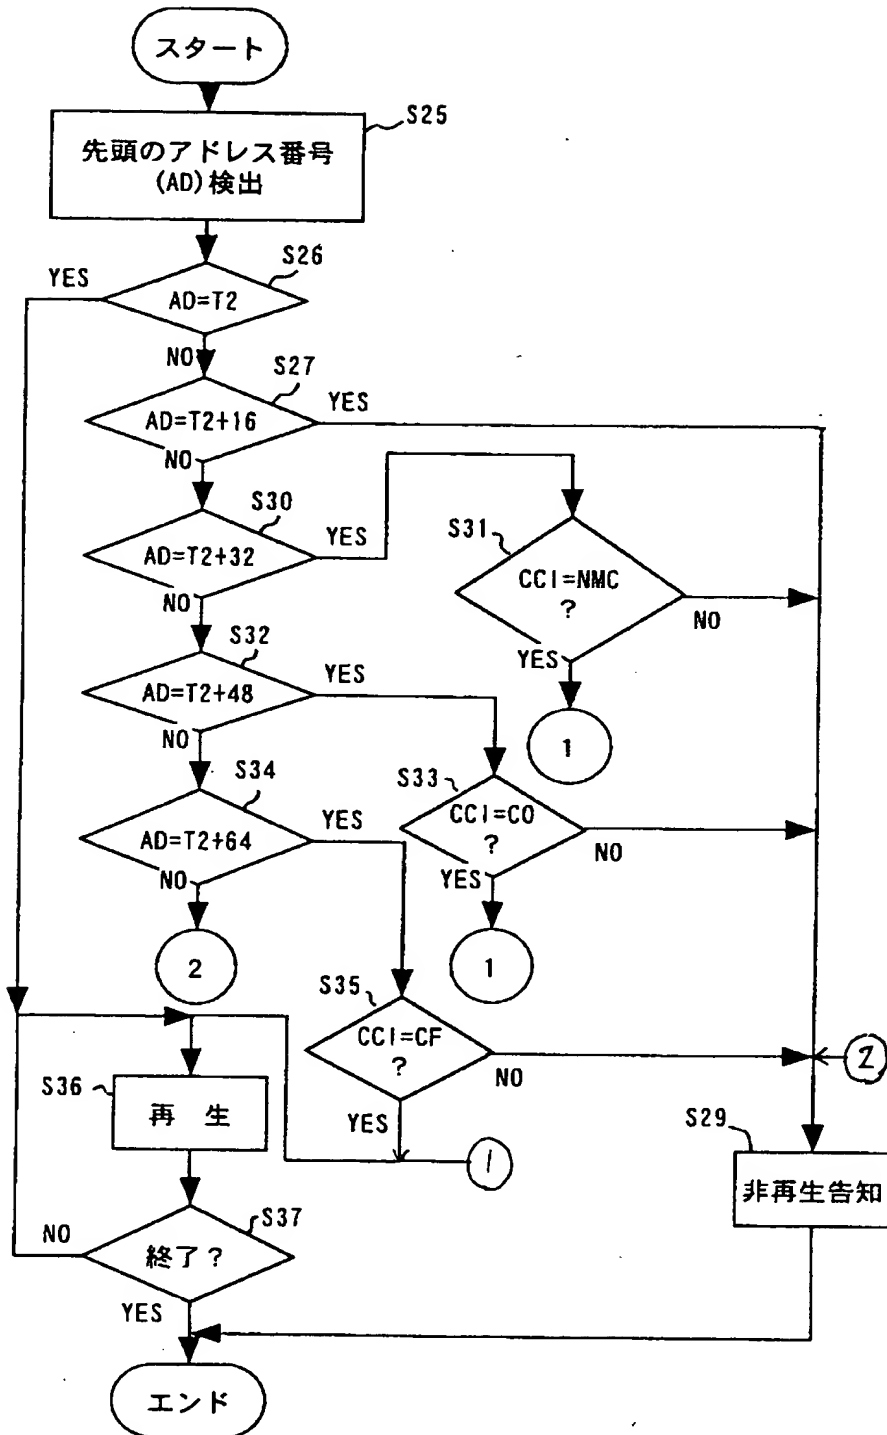 スタート
S25
先頭のアドレス番号
(AD)検出
S26
YES
AD=T2
NO
S27
AD=T2+16
YES
NO
S30
AD=T2+32
YES
NO
S31
CCI=NMC
?
NO
YES
1
S32
AD=T2+48
YES
NO
S33
CCI=CO
?
NO
YES
1
S34
AD=T2+64
YES
NO
2
S35
CCI=CF
?
NO
YES
2
1
S36
再 生
S29
非再生告知
S37
終了?
NO
YES
エンド